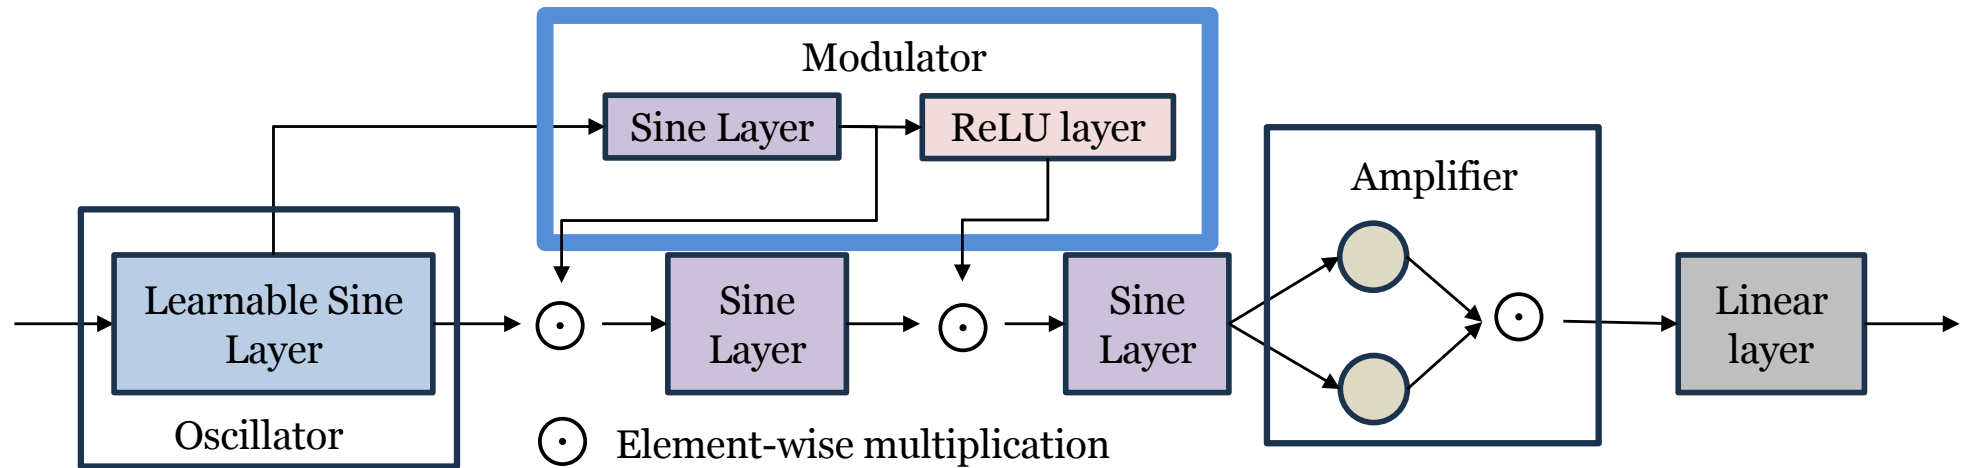 Modulator
Sine Layer
ReLU layer
Amplifier
Learnable Sine
Layer
Sine
Layer
Sine
Layer
Linear
layer
Oscillator
Element-wise multiplication